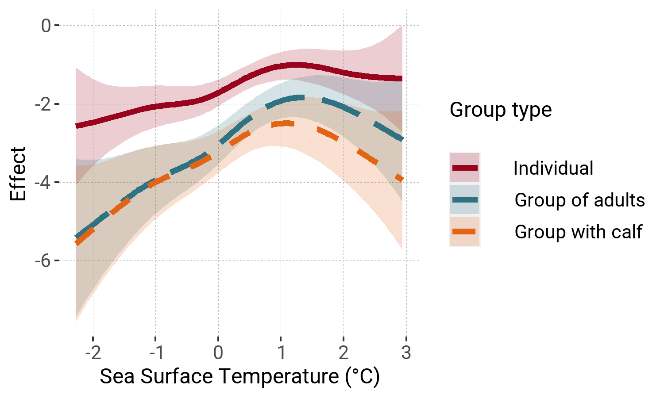 0
-2
-4
-6
Effect
-2 -1 0 1 2 3
Sea Surface Temperature (°C)
Group type
Individual
Group of adults
Group with calf